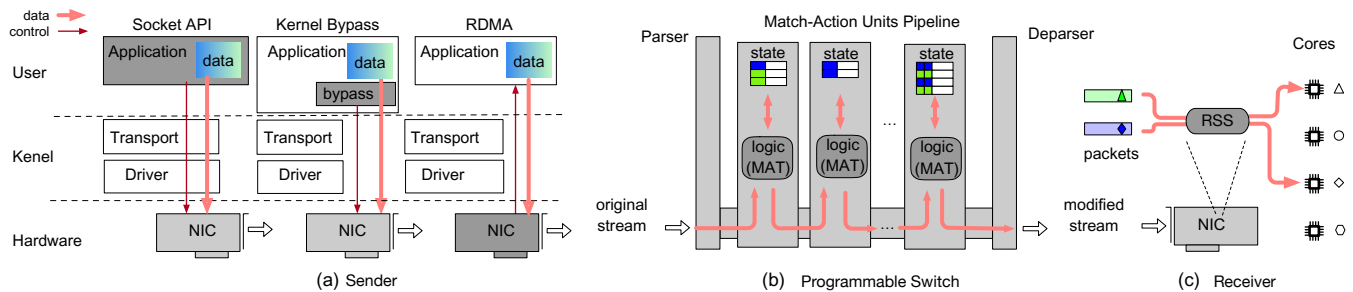 data
control
Socket API
Kernel Bypass
RDMA
Application
data
Application
data
bypass
Application
data
User
Transport
Transport
Transport
Kenel
Driver
Driver
Driver
Hardware
NIC
NIC
NIC
(a) Sender
original
stream
Match-Action Units Pipeline
Parser
Deparser
state
state
state
...
logic
(MAT)
logic
(MAT)
logic
(MAT)
...
(b) Programmable Switch
modified
stream
Cores
RSS
packets
NIC
(c) Receiver